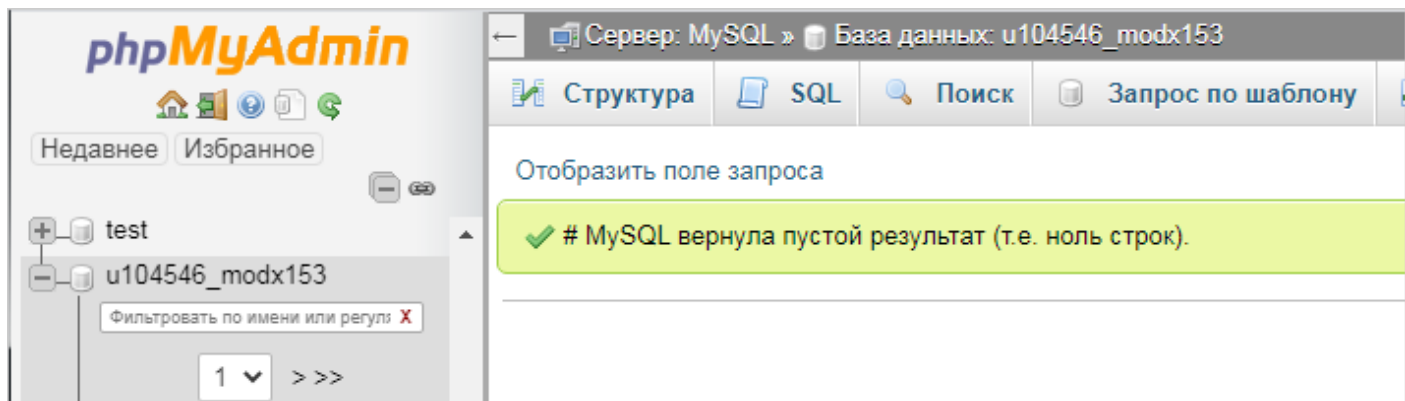 phpMyAdmin
Недавнее Избранное
test
u104546_modx153
Фильтровать по имени или регуля X
1 > >>
← Сервер: MySQL » База данных: u104546_modx153
Структура SQL Поиск Запрос по шаблону
Отобразить поле запроса
# MySQL вернула пустой результат (т.е. ноль строк).